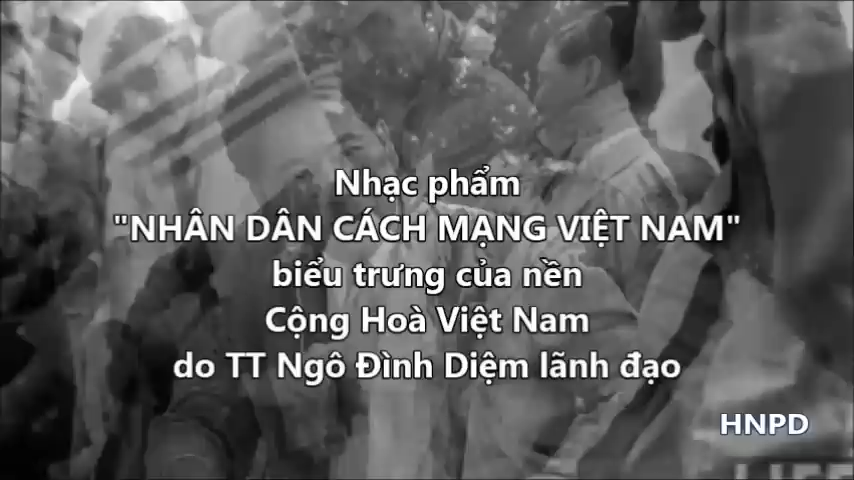 Nhạc phẩm
"NHÂN DÂN CÁCH MẠNG VIỆT NAM"
biểu trưng của nền
Cộng Hoà Việt Nam
do TT Ngô Đình Diệm lãnh đạo
HNPD
LIFE